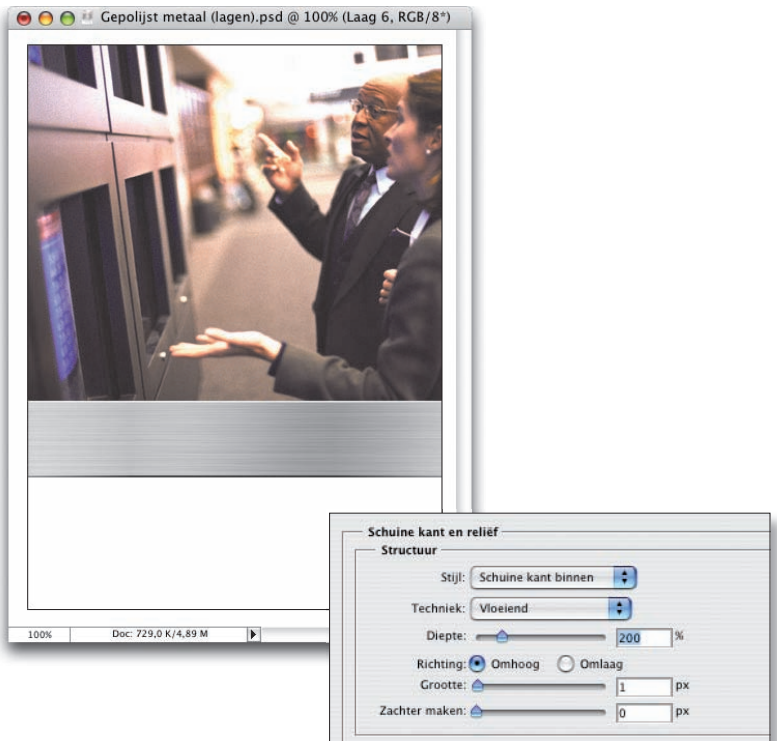 Gepolijst metaal (lagen).psd @ 100% (Laag 6, RGB/8*)
100% Doc: 729,0 K/4,89 M
Schuine kant en reliëf
Structuur
Stijl: Schuine kant binnen
Techniek: Vloeiend
Diepte: 200 %
Richting: Omhoog Omlaag
Grootte: 1 px
Zachter maken: 0 px